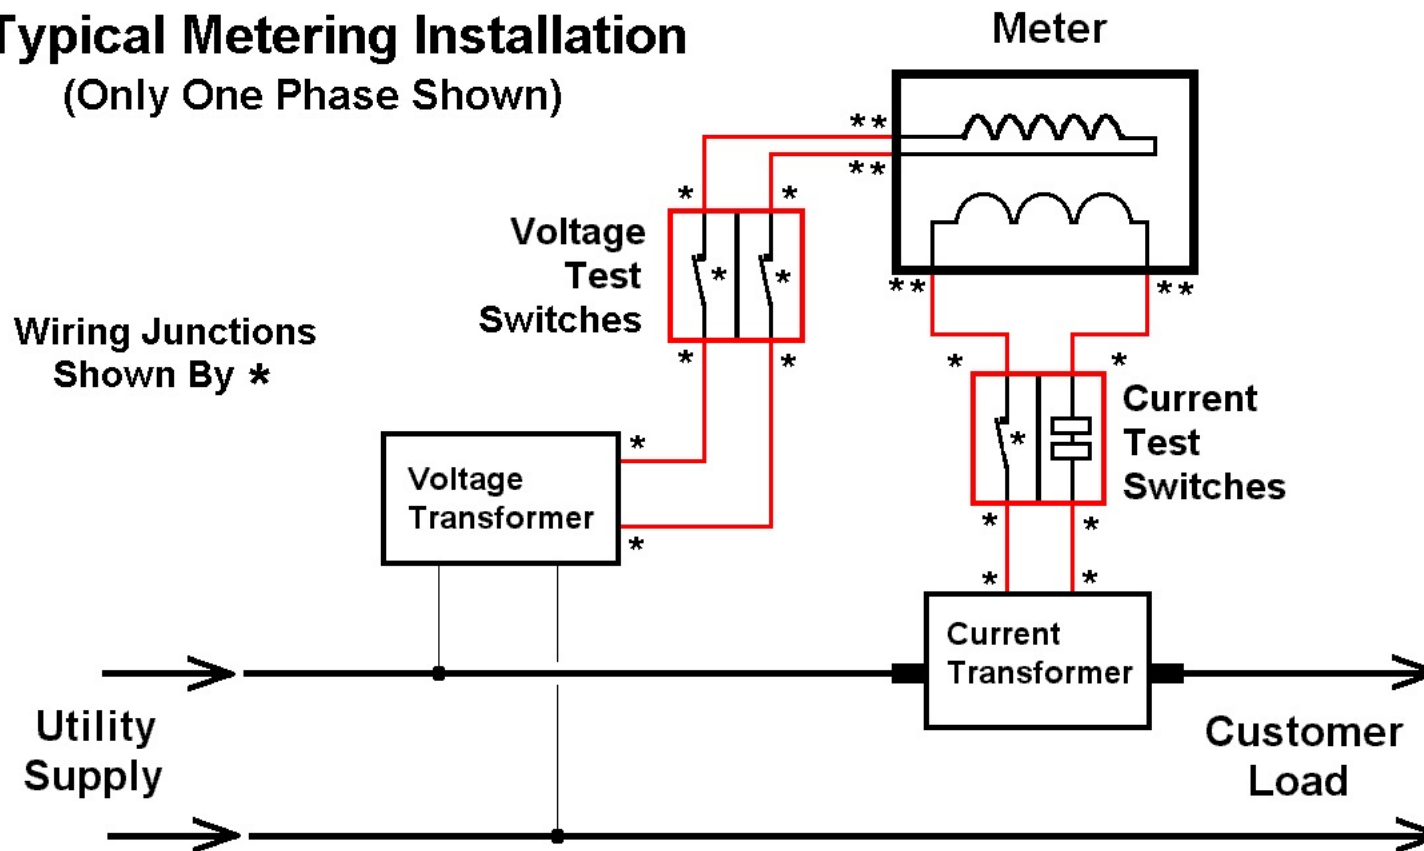 Typical Metering Installation
(Only One Phase Shown)
Meter
**
**
*
*
Voltage
Test
Switches
*
*
**
**
Wiring Junctions
Shown By *
*
*
*
*
Current
Test
Switches
*
*
Voltage
Transformer
*
*
*
*
*
Current
Transformer
Utility
Supply
Customer
Load